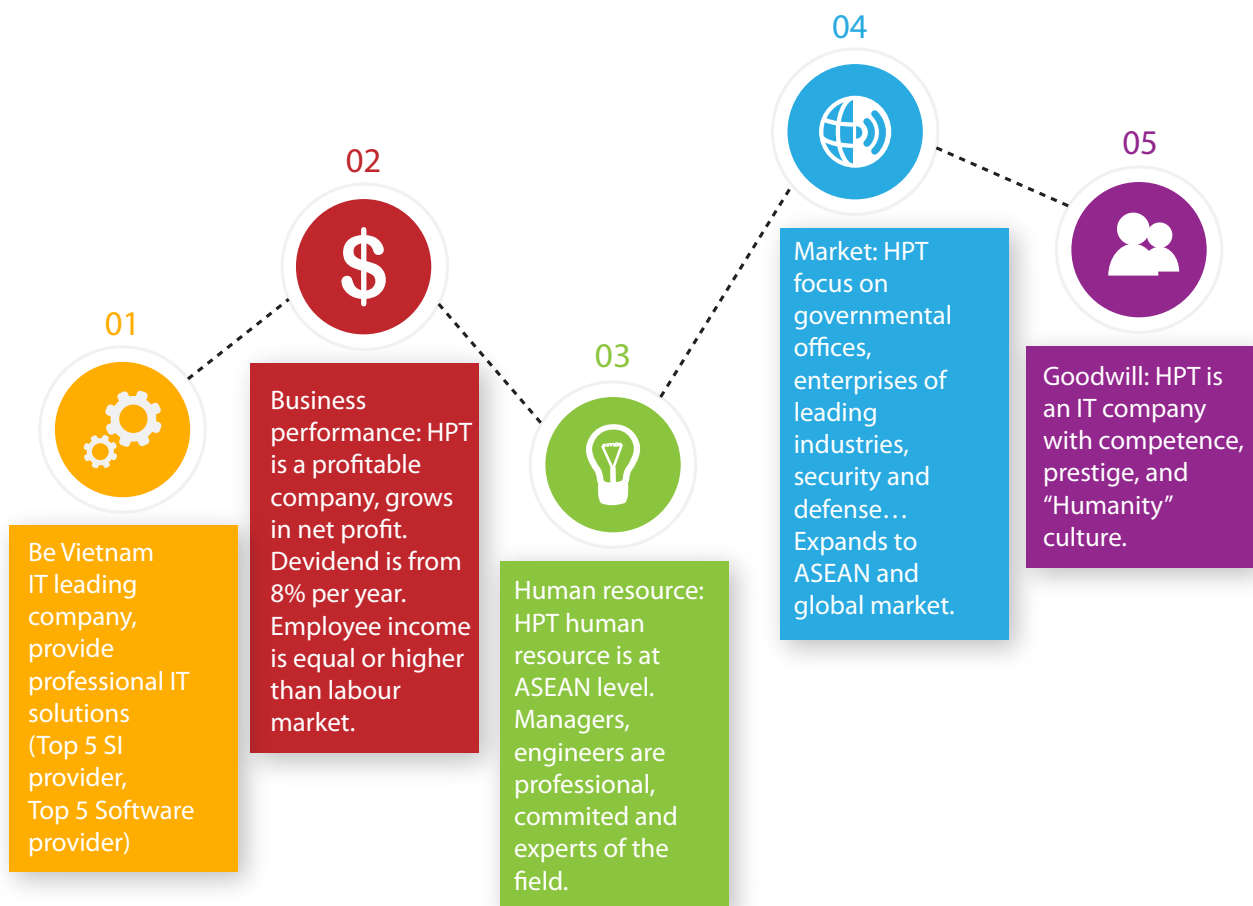 01
Be Vietnam
IT leading
company,
provide
professional IT
solutions
(Top 5 SI
provider,
Top 5 Software
provider)
02
Business
performance: HPT
is a profitable
company, grows
in net profit.
Devidend is from
8% per year.
Employee income
is equal or higher
than labour
market.
03
Human resource:
HPT human
resource is at
ASEAN level.
Managers,
engineers are
professional,
commited and
experts of the
field.
04
Market: HPT
focus on
governmental
offices,
enterprises of
leading
industries,
security and
defense…
Expands to
ASEAN and
global market.
05
Goodwill: HPT is
an IT company
with competence,
prestige, and
“Humanity”
culture.